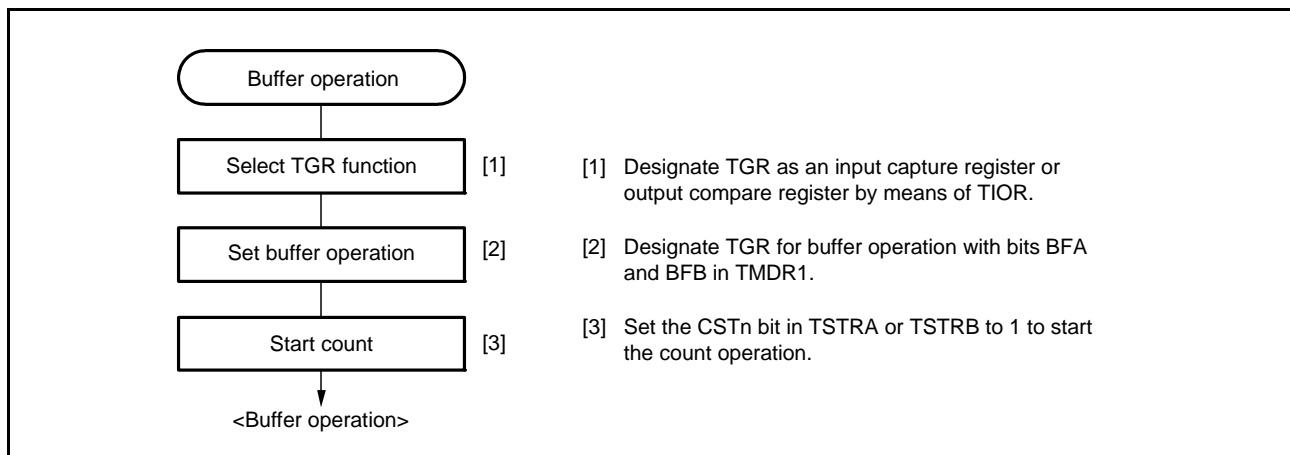 Buffer operation
Select TGR function
[1]
[1] Designate TGR as an input capture register or
output compare register by means of TIOR.
Set buffer operation
[2]
[2] Designate TGR for buffer operation with bits BFA
and BFB in TMDR1.
Start count
[3]
[3] Set the CSTn bit in TSTRA or TSTRB to 1 to start
the count operation.
<Buffer operation>